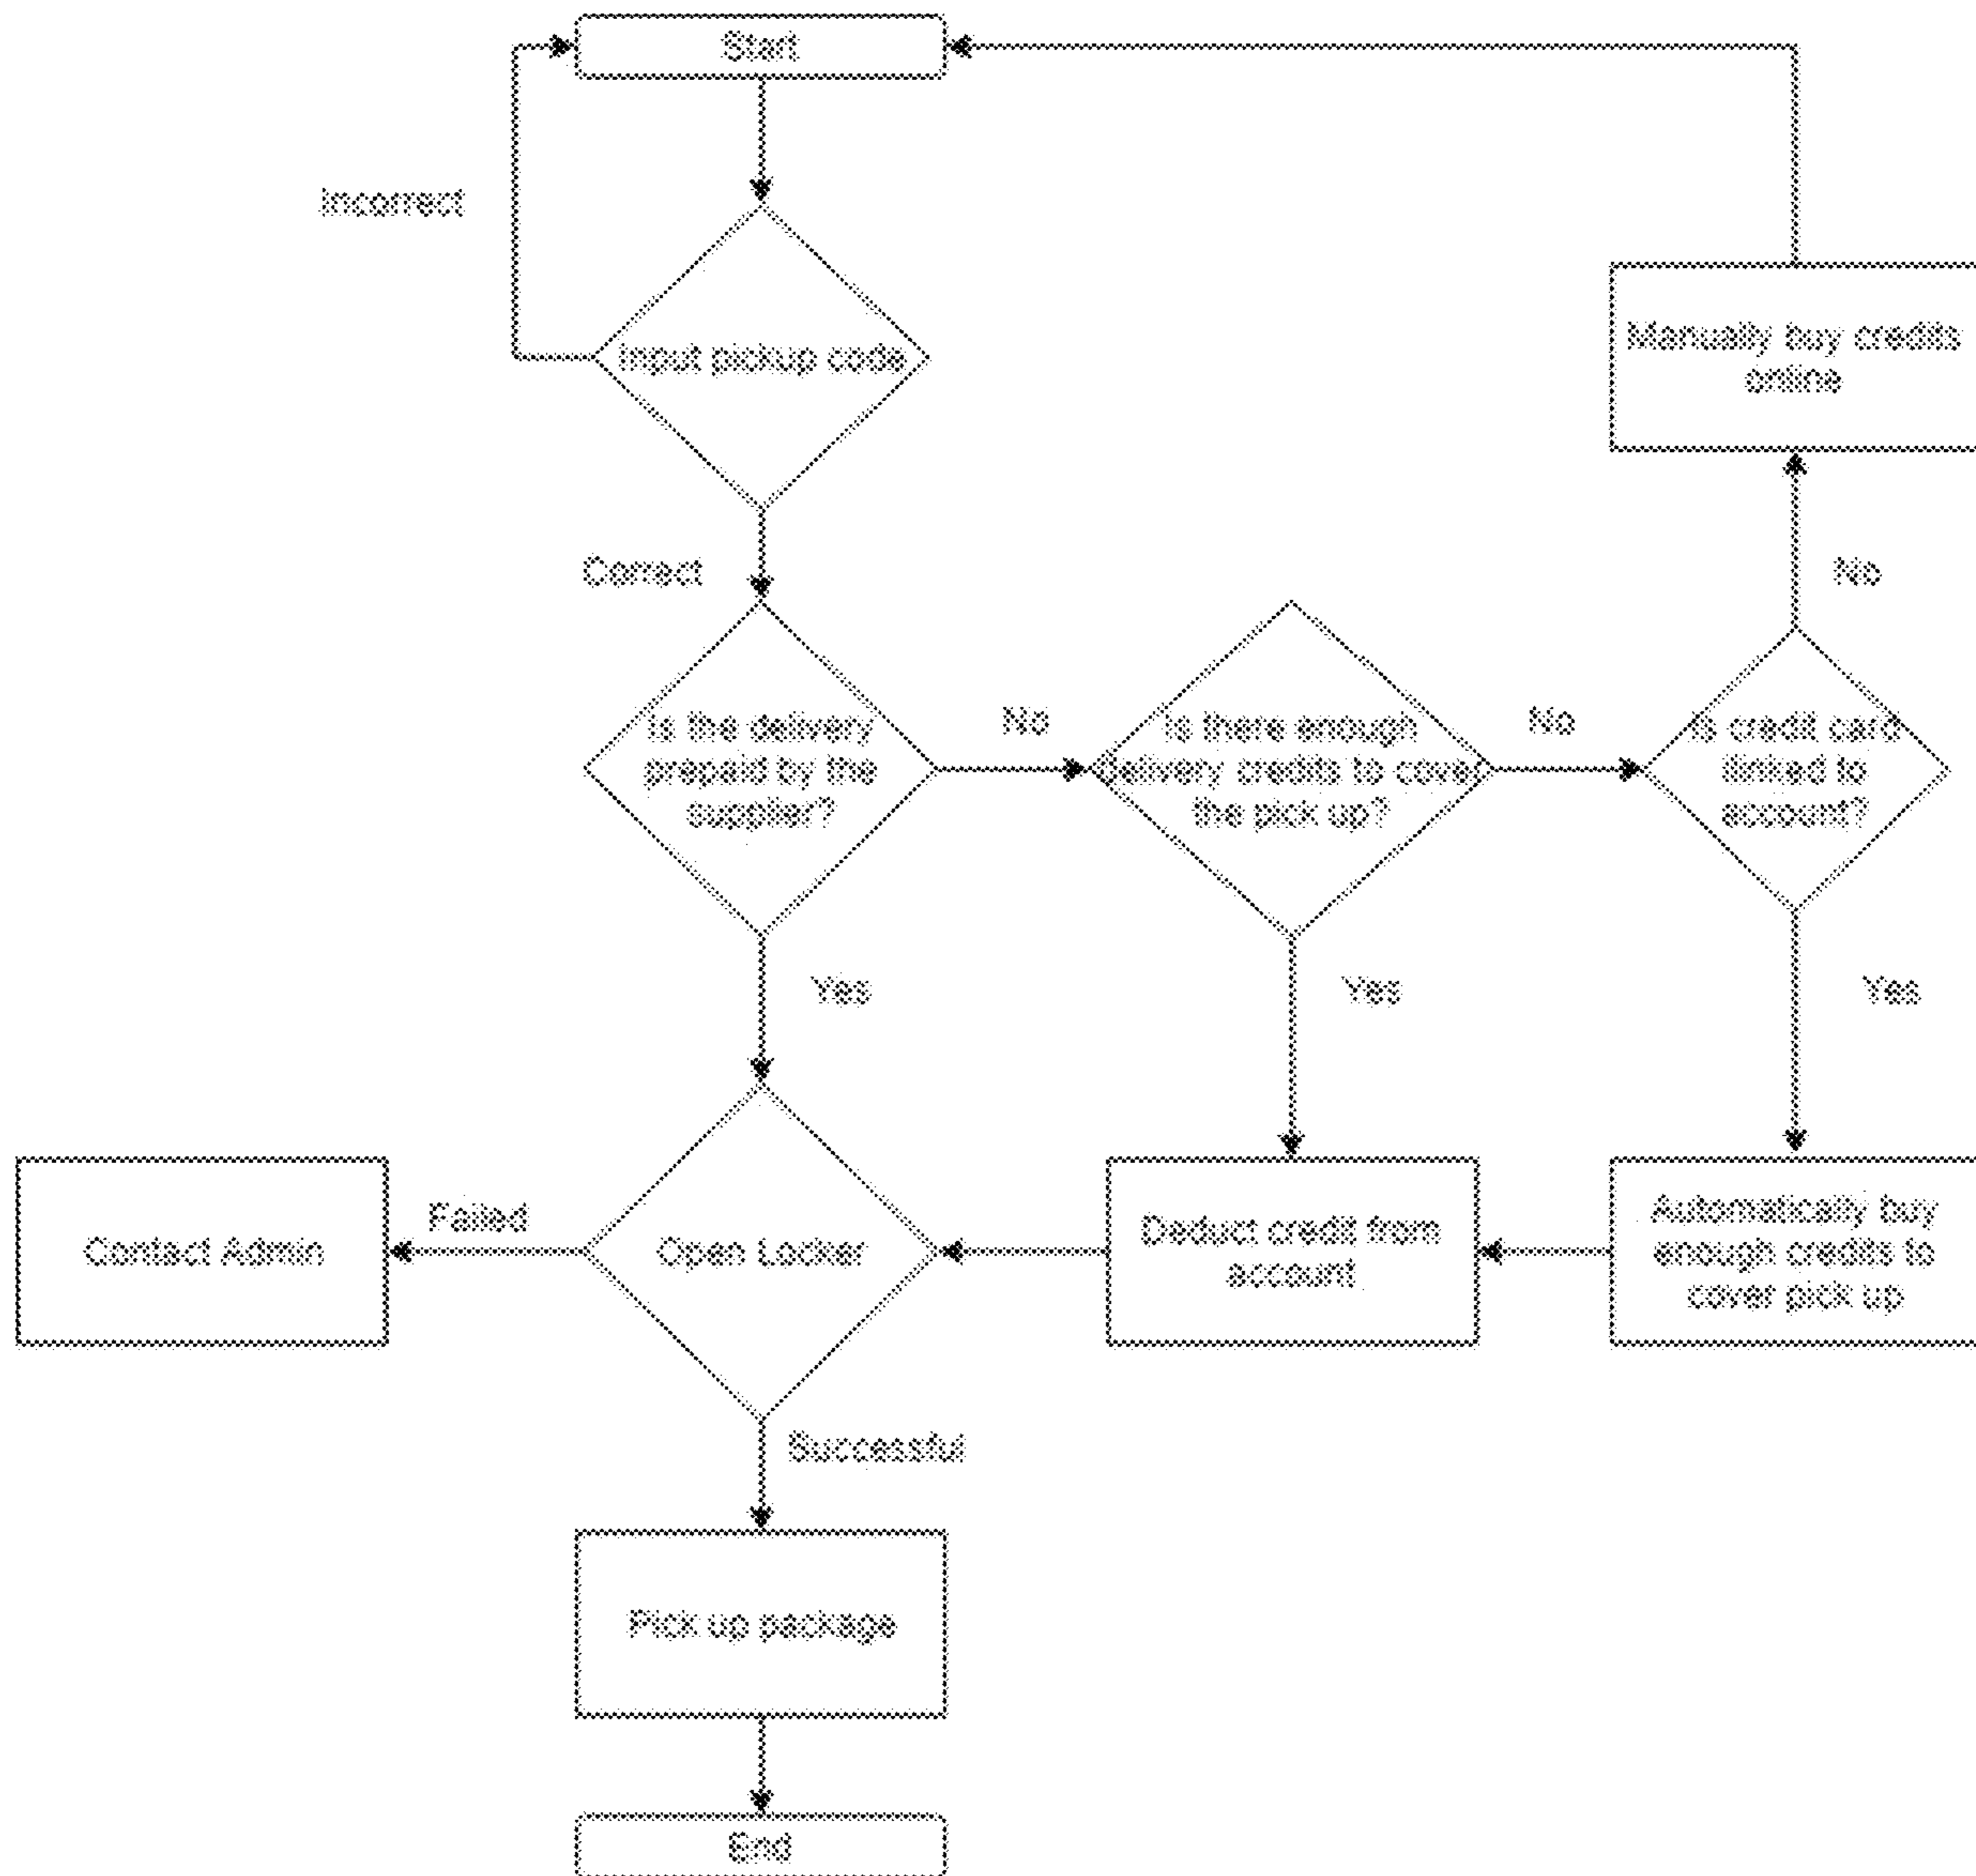 Start
Incorrect
Input pickup code
Manually buy credits
online
Correct
No
Is the delivery
prepaid by the
supplier?
No
Is there enough
delivery credits to cover
the pick up?
No
Is credit card
linked to
account?
Yes
Yes
Yes
Contact Admin
Failed
Open Locker
Deduct credit from
account
Automatically buy
enough credits to
cover pick up
Successful
Pick up package
End